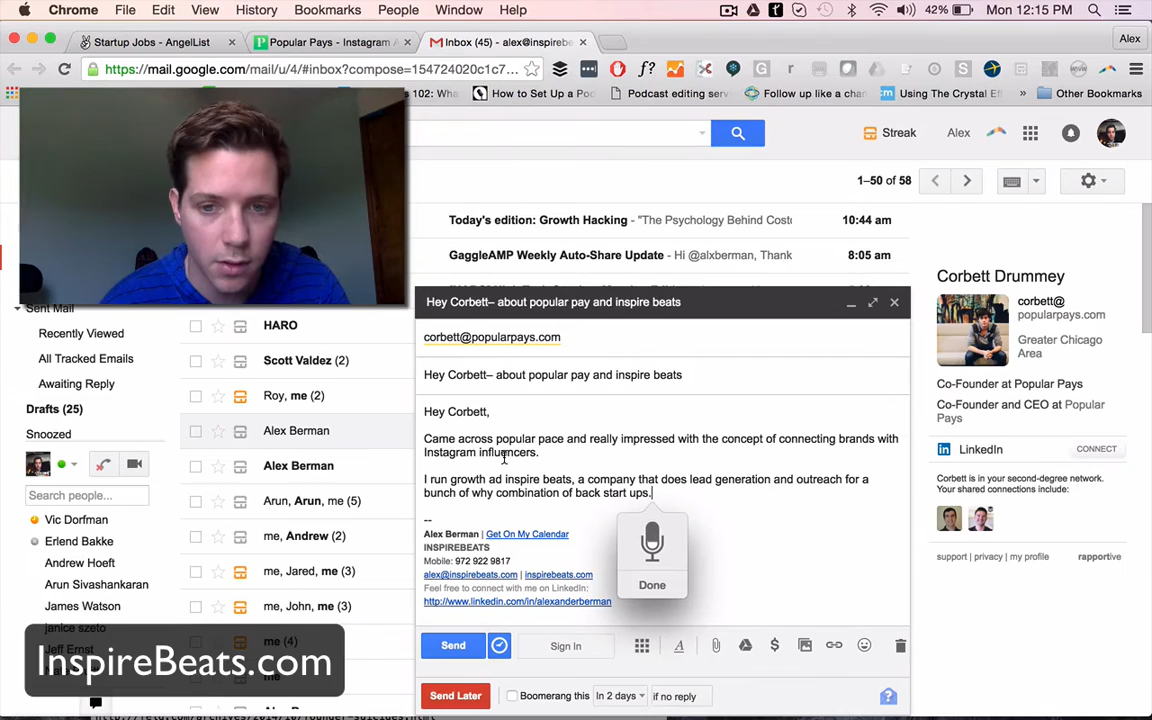 Chrome File Edit View History Bookmarks People Window Help 42% Mon 12:15 PM
Startup Jobs - AngelList Popular Pays - Instagram A Inbox (45) - alex@inspirebe Alex
https://mail.google.com/mail/u/4/#inbox?compose=154724020c1c7...
102: Wha How to Set up a Po Podcast editing serv Follow up like a chan Using The Crystal Eff » Other Bookmarks
Streak Alex
1–50 of 58
Today's edition: Growth Hacking - "The Psychology Behind Costo 10:44 am
GaggleAMP Weekly Auto-Share Update - Hi @alxberman, Thank 8:05 am
Sent Mail
Recently Viewed
All Tracked Emails
Awaiting Reply
Drafts (25)
Snoozed
Search people...
Vic Dorfman
Erlend Bakke
Andrew Hoeft
Arun Sivashankaran
James Watson
janice szeto
Jeff Ernst
HARO
Scott Valdez (2)
Roy, me (2)
Alex Berman
Alex Berman
Arun, Arun, me (5)
me, Andrew (2)
me, Jared, me (3)
me, John, me (3)
me (4)
Hey Corbett– about popular pay and inspire beats
corbett@popularpays.com
Hey Corbett– about popular pay and inspire beats
Hey Corbett,
Came across popular pace and really impressed with the concept of connecting brands with
Instagram influencers.
I run growth ad inspire beats, a company that does lead generation and outreach for a
bunch of why combination of back start ups.
--
Alex Berman | Get On My Calendar
INSPIREBEATS
Mobile: 972 922 9817
alex@inspirebeats.com | inspirebeats.com
Feel free to connect with me on LinkedIn:
http://www.linkedin.com/in/alexanderberman
Done
Send Sign In A $
Send Later Boomerang this In 2 days if no reply ?
Corbett Drummey
corbett@
popularpays.com
Greater Chicago
Area
Co-Founder at Popular Pays
Co-Founder and CEO at Popular
Pays
LinkedIn CONNECT
Corbett is in your second-degree network.
Your shared connections include:
support | privacy | my profile rapportive
InspireBeats.com